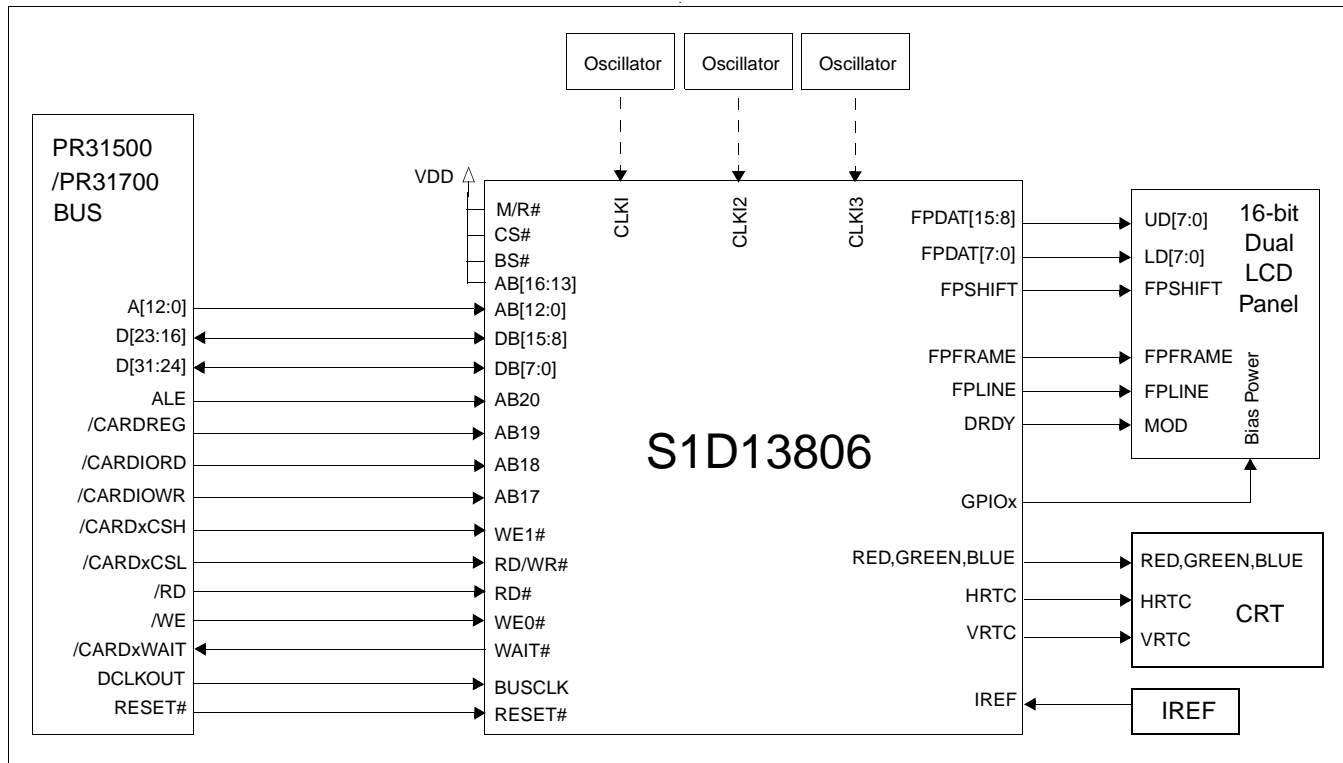 Oscillator
Oscillator
Oscillator
PR31500
/PR31700
BUS
A[12:0]
D[23:16]
D[31:24]
ALE
/CARDREG
/CARDIORD
/CARDIOWR
/CARDxCSH
/CARDxCSL
/RD
/WE
/CARDxWAIT
DCLKOUT
RESET#
VDD
M/R#
CS#
BS#
AB[16:13]
AB[12:0]
DB[15:8]
DB[7:0]
AB20
AB19
AB18
AB17
WE1#
RD/WR#
RD#
WE0#
WAIT#
BUSCLK
RESET#
CLKI
CLKI2
CLKI3
S1D13806
FPDAT[15:8]
FPDAT[7:0]
FPSHIFT
FPFRAME
FPLINE
DRDY
GPIOx
RED,GREEN,BLUE
HRTC
VRTC
IREF
UD[7:0]
LD[7:0]
FPSHIFT
FPFRAME
FPLINE
MOD
16-bit
Dual
LCD
Panel
Bias Power
RED,GREEN,BLUE
HRTC
VRTC
CRT
IREF